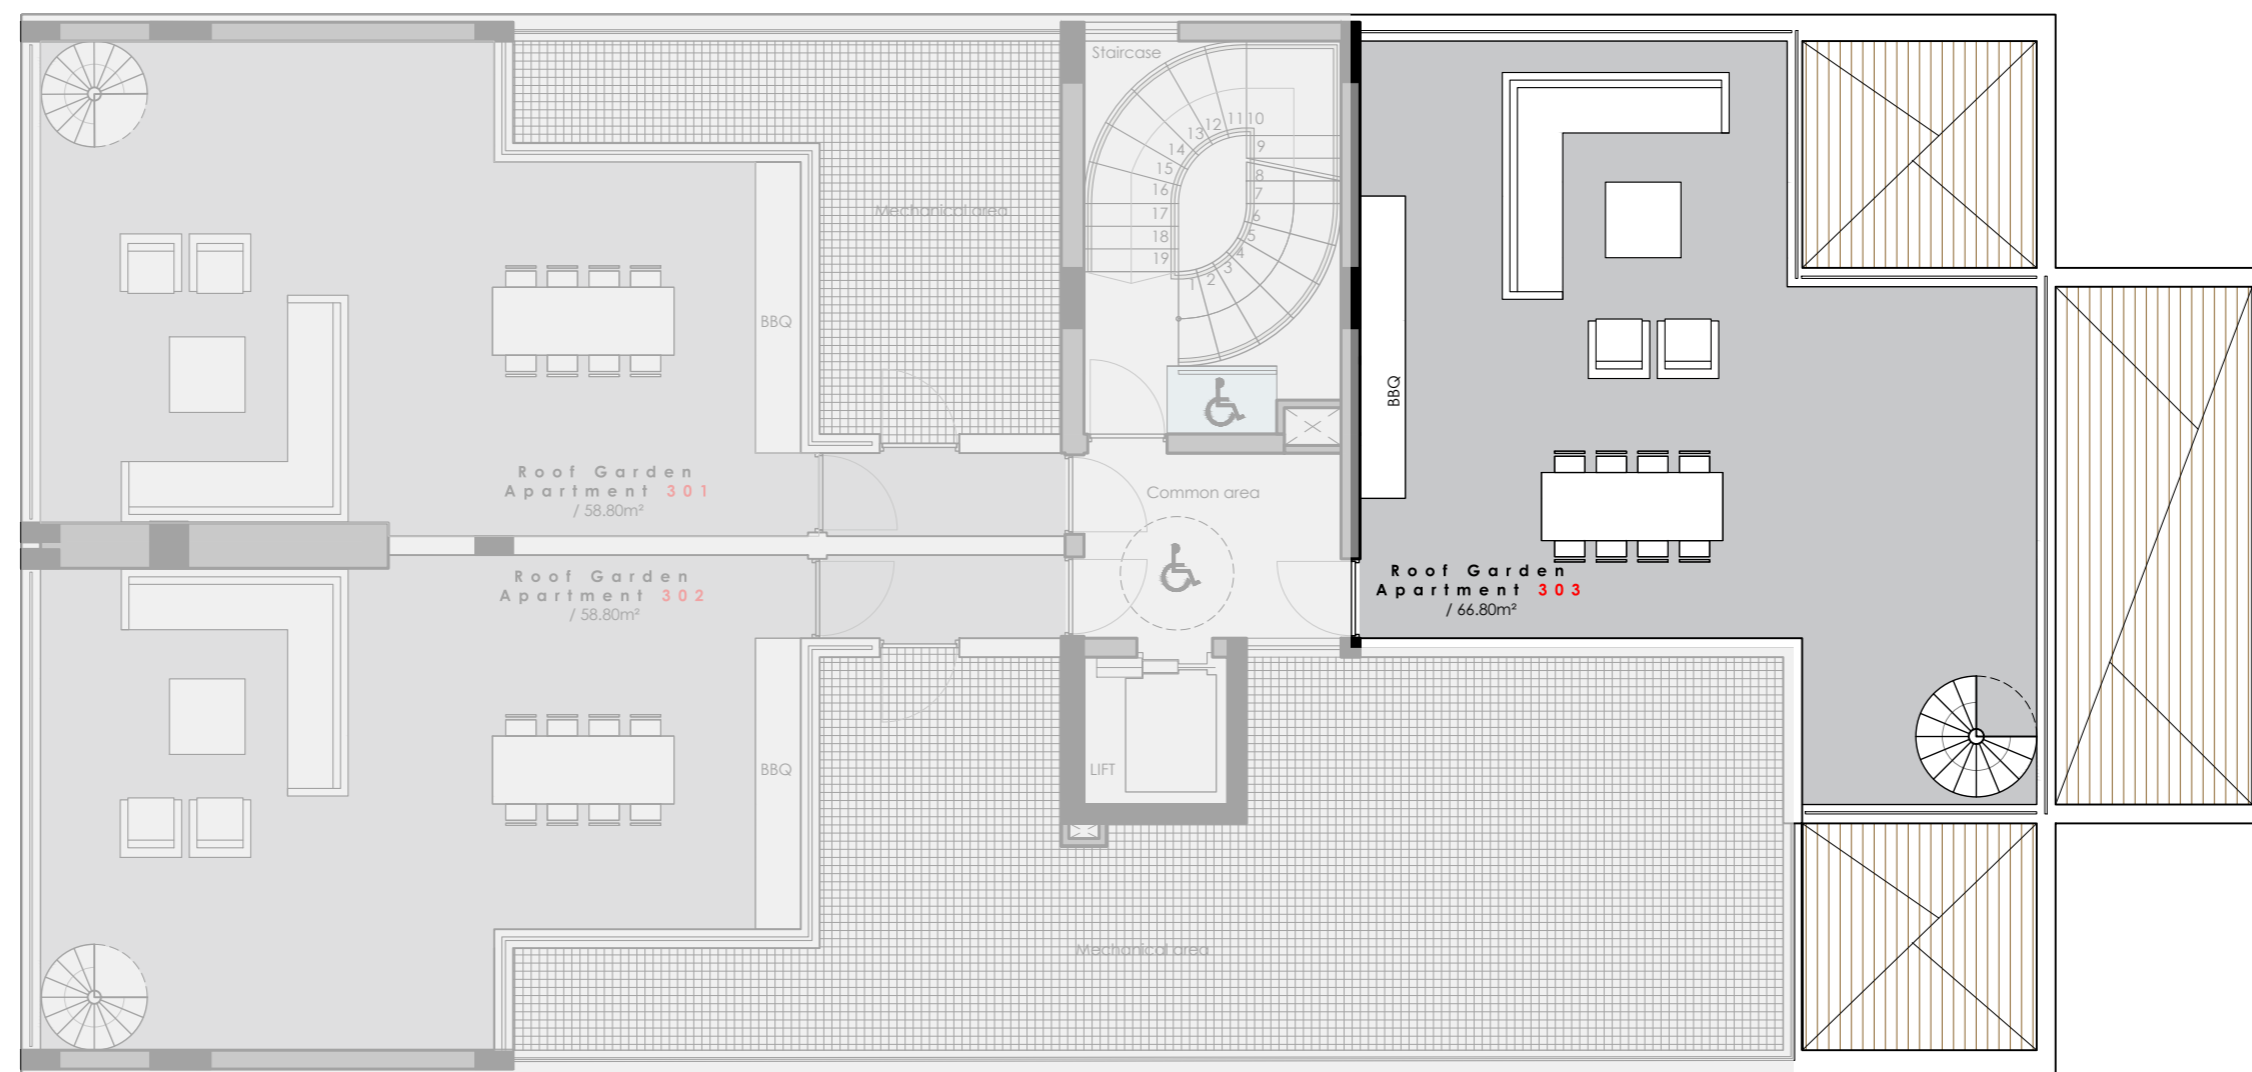 Staircase
11 10
12
13
9
14
8
15
7
16
6
17
5
18
4
19
3
2
1
Mechanical area
BBQ
BBQ
Roof Garden
Apartment 301
/ 58.80m²
Common area
Roof Garden
Apartment 302
/ 58.80m²
Roof Garden
Apartment 303
/ 66.80m²
BBQ
LIFT
Mechanical area